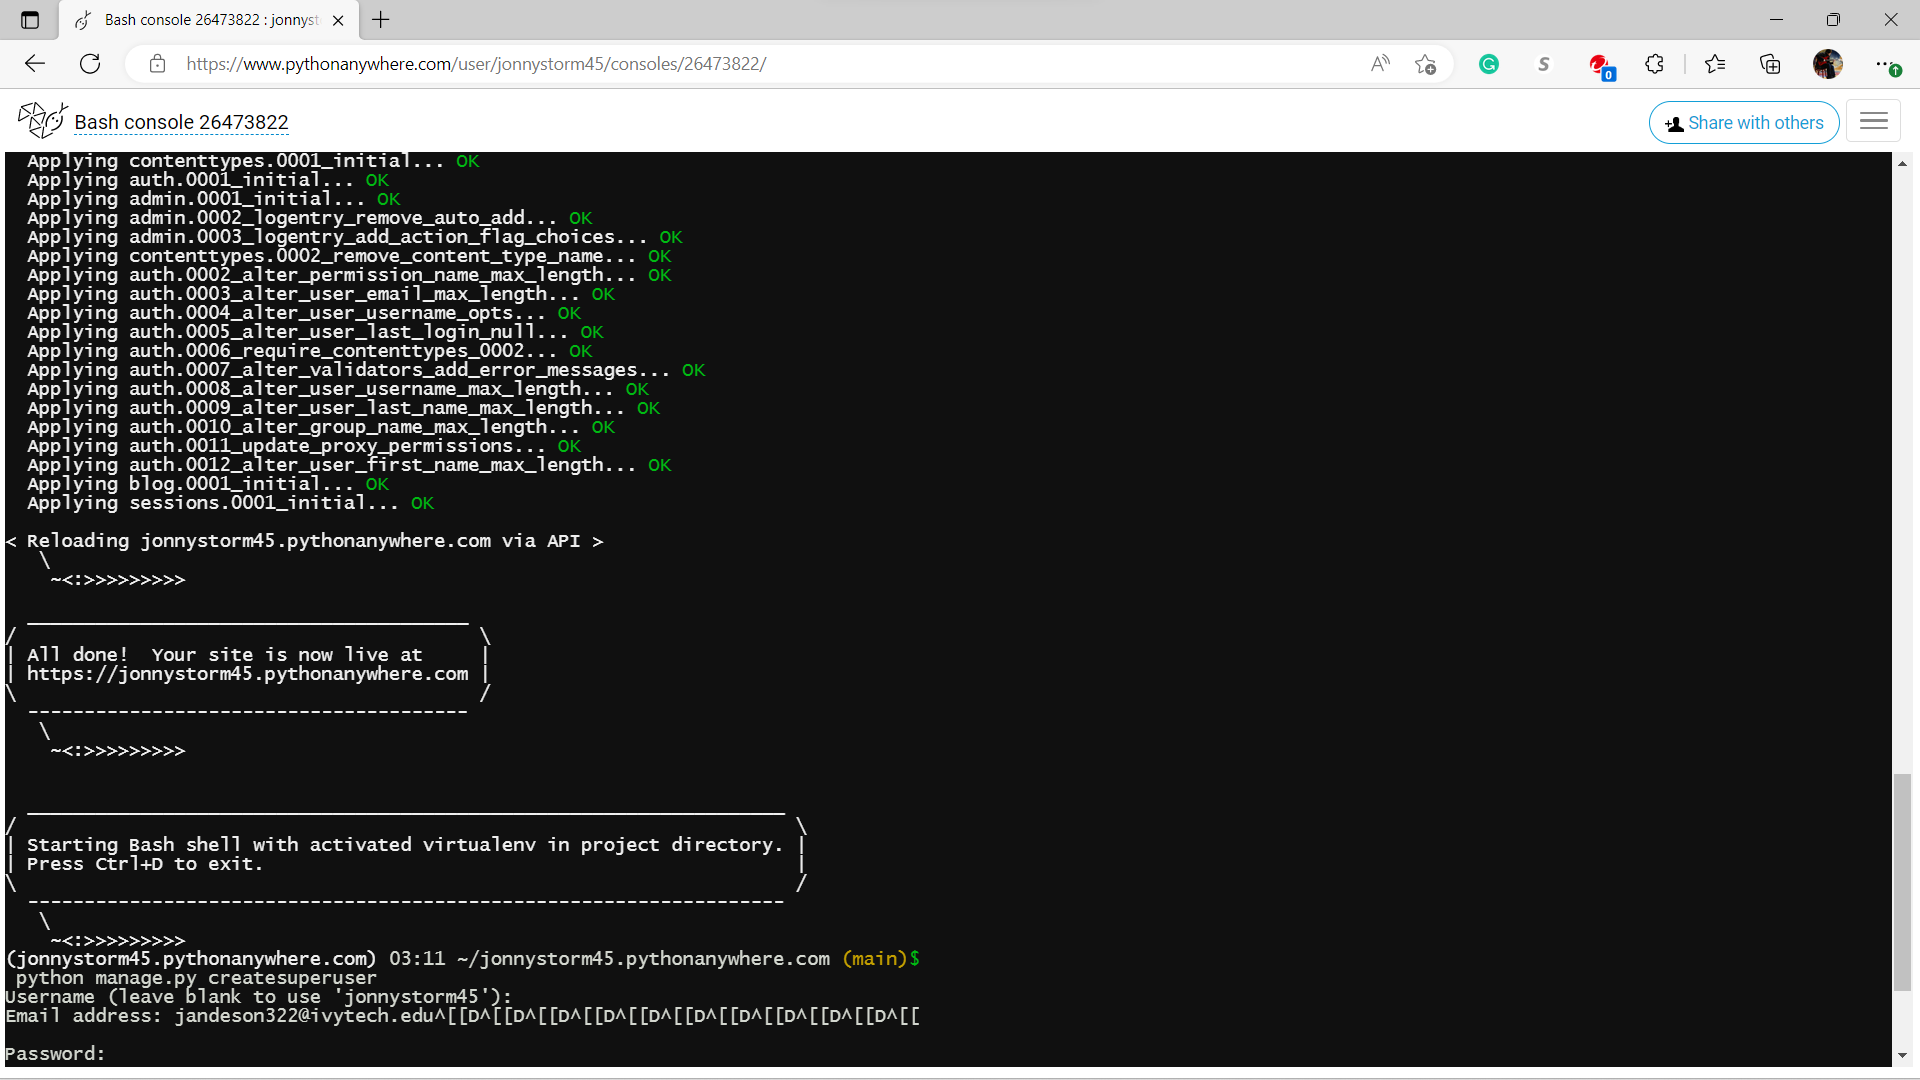 Bash console 26473822 : jonnyst
https://www.pythonanywhere.com/user/jonnystorm45/consoles/26473822/
0
Bash console 26473822
Share with others
Applying contenttypes.0001_initial... OK
Applying auth.0001_initial... OK
Applying admin.0001_initial... OK
Applying admin.0002_logentry_remove_auto_add... OK
Applying admin.0003_logentry_add_action_flag_choices... OK
Applying contenttypes.0002_remove_content_type_name... OK
Applying auth.0002_alter_permission_name_max_length... OK
Applying auth.0003_alter_user_email_max_length... OK
Applying auth.0004_alter_user_username_opts... OK
Applying auth.0005_alter_user_last_login_null... OK
Applying auth.0006_require_contenttypes_0002... OK
Applying auth.0007_alter_validators_add_error_messages... OK
Applying auth.0008_alter_user_username_max_length... OK
Applying auth.0009_alter_user_last_name_max_length... OK
Applying auth.0010_alter_group_name_max_length... OK
Applying auth.0011_update_proxy_permissions... OK
Applying auth.0012_alter_user_first_name_max_length... OK
Applying blog.0001_initial... OK
Applying sessions.0001_initial... OK
< Reloading jonnystorm45.pythonanywhere.com via API >
\
~<:>>>>>>>>>
/ \
| All done!  Your site is now live at |
| https://jonnystorm45.pythonanywhere.com |
\ /
---------------------------------------
\
~<:>>>>>>>>>
/ \
| Starting Bash shell with activated virtualenv in project directory. |
| Press Ctrl+D to exit. |
\ /
-------------------------------------------------------------------
\
~<:>>>>>>>>>
(jonnystorm45.pythonanywhere.com) 03:11 ~/jonnystorm45.pythonanywhere.com (main)$
python manage.py createsuperuser
Username (leave blank to use 'jonnystorm45'):
Email address: jandeson322@ivytech.edu^[[D^[[D^[[D^[[D^[[D^[[D^[[D^[[D^[[D^[[D^[[
Password: